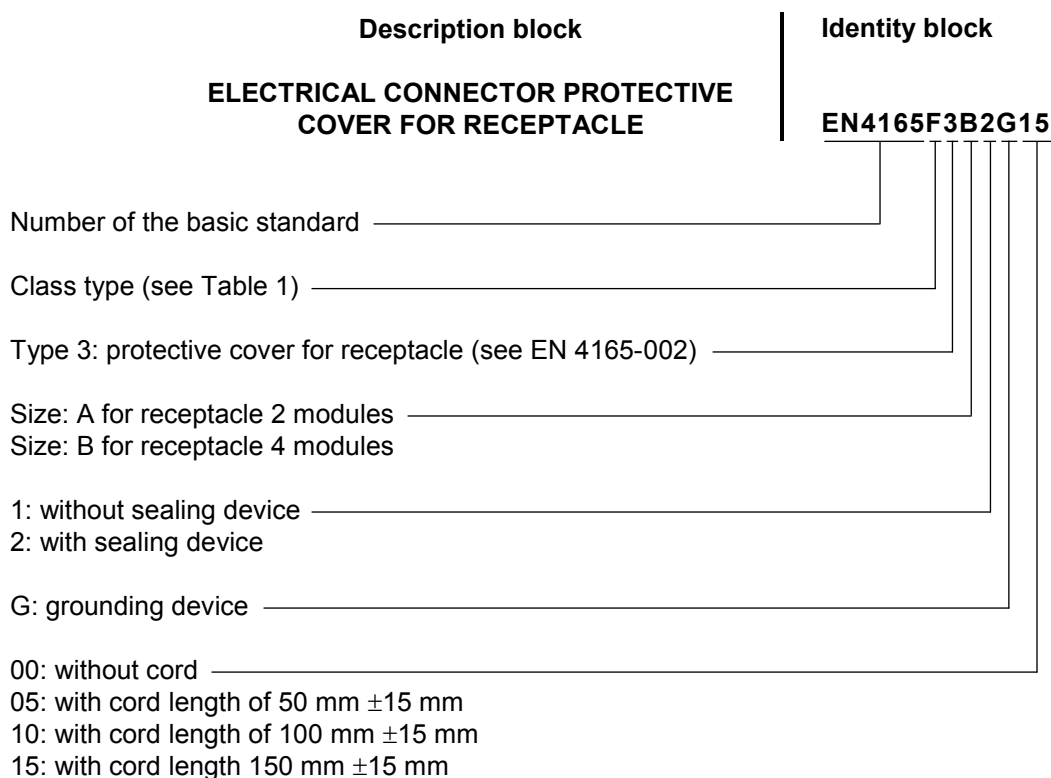 Description block
Identity block
ELECTRICAL CONNECTOR PROTECTIVE
COVER FOR RECEPTACLE
EN4165F3B2G15
Number of the basic standard
Class type (see Table 1)
Type 3: protective cover for receptacle (see EN 4165-002)
Size: A for receptacle 2 modules
Size: B for receptacle 4 modules
1: without sealing device
2: with sealing device
G: grounding device
00: without cord
05: with cord length of 50 mm ±15 mm
10: with cord length of 100 mm ±15 mm
15: with cord length 150 mm ±15 mm